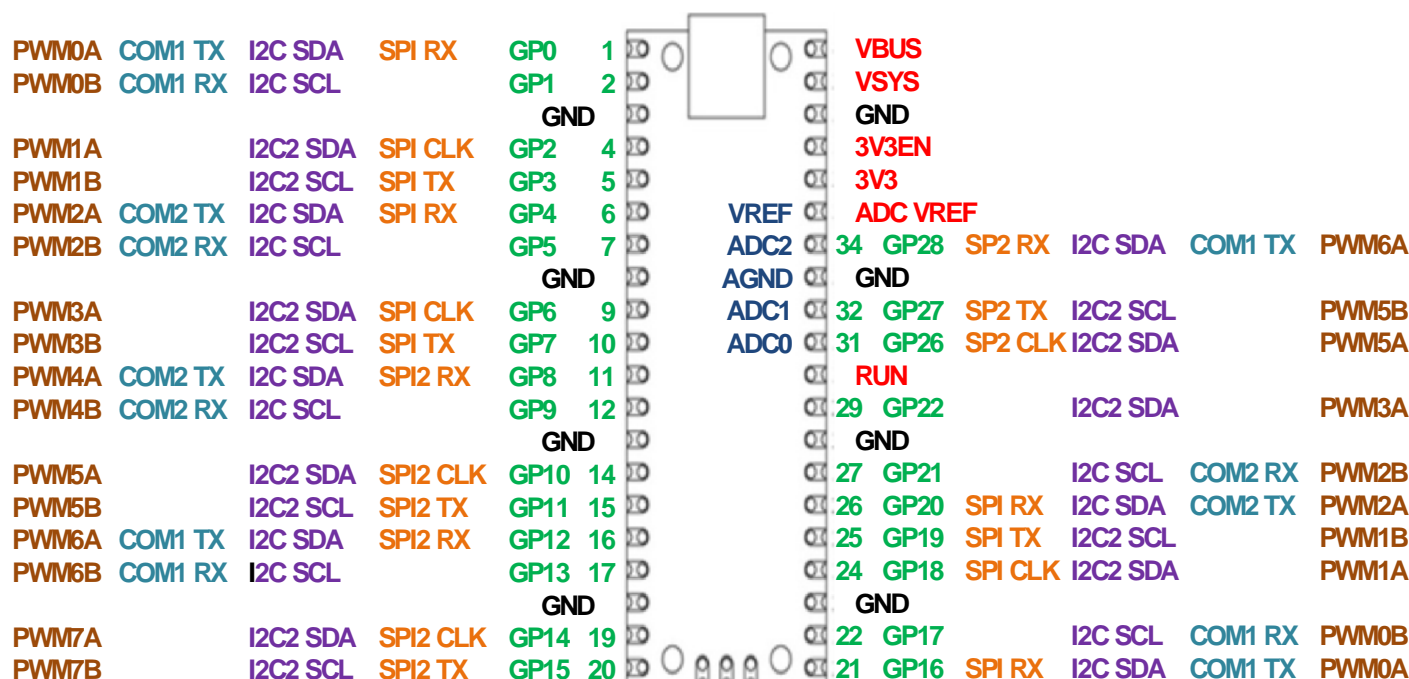 PWM0A COM1 TX I2C SDA SPI RX GP0 1 VBUS
PWM0B COM1 RX I2C SCL GP1 2 VSYS
GND GND
PWM1A I2C2 SDA SPI CLK GP2 4 3V3EN
PWM1B I2C2 SCL SPI TX GP3 5 3V3
PWM2A COM2 TX I2C SDA SPI RX GP4 6 VREF ADC VREF
PWM2B COM2 RX I2C SCL GP5 7 ADC2 34 GP28 SP2 RX I2C SDA COM1 TX PWM6A
GND AGND GND
PWM3A I2C2 SDA SPI CLK GP6 9 ADC1 32 GP27 SP2 TX I2C2 SCL PWM5B
PWM3B I2C2 SCL SPI TX GP7 10 ADC0 31 GP26 SP2 CLK I2C2 SDA PWM5A
PWM4A COM2 TX I2C SDA SPI2 RX GP8 11 RUN
PWM4B COM2 RX I2C SCL GP9 12 29 GP22 I2C2 SDA PWM3A
GND GND
PWM5A I2C2 SDA SPI2 CLK GP10 14 27 GP21 I2C SCL COM2 RX PWM2B
PWM5B I2C2 SCL SPI2 TX GP11 15 26 GP20 SPI RX I2C SDA COM2 TX PWM2A
PWM6A COM1 TX I2C SDA SPI2 RX GP12 16 25 GP19 SPI TX I2C2 SCL PWM1B
PWM6B COM1 RX I2C SCL GP13 17 24 GP18 SPI CLK I2C2 SDA PWM1A
GND GND
PWM7A I2C2 SDA SPI2 CLK GP14 19 22 GP17 I2C SCL COM1 RX PWM0B
PWM7B I2C2 SCL SPI2 TX GP15 20 21 GP16 SPI RX I2C SDA COM1 TX PWM0A